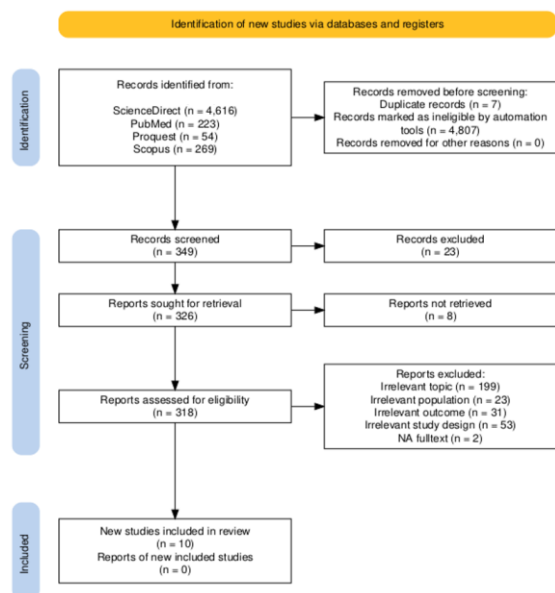 Identification of new studies via databases and registers
Identification
Records identified from:
ScienceDirect (n = 4,616)
PubMed (n = 223)
Proquest (n = 54)
Scopus (n = 269)
Records removed before screening:
Duplicate records (n = 7)
Records marked as ineligible by automation
tools (n = 4,807)
Records removed for other reasons (n = 0)
Screening
Records screened
(n = 349)
Records excluded
(n = 23)
Reports sought for retrieval
(n = 326)
Reports not retrieved
(n = 8)
Reports assessed for eligibility
(n = 318)
Reports excluded:
Irrelevant topic (n = 199)
Irrelevant population (n = 23)
Irrelevant outcome (n = 31)
Irrelevant study design (n = 53)
NA fulltext (n = 2)
Included
New studies included in review
(n = 10)
Reports of new included studies
(n = 0)